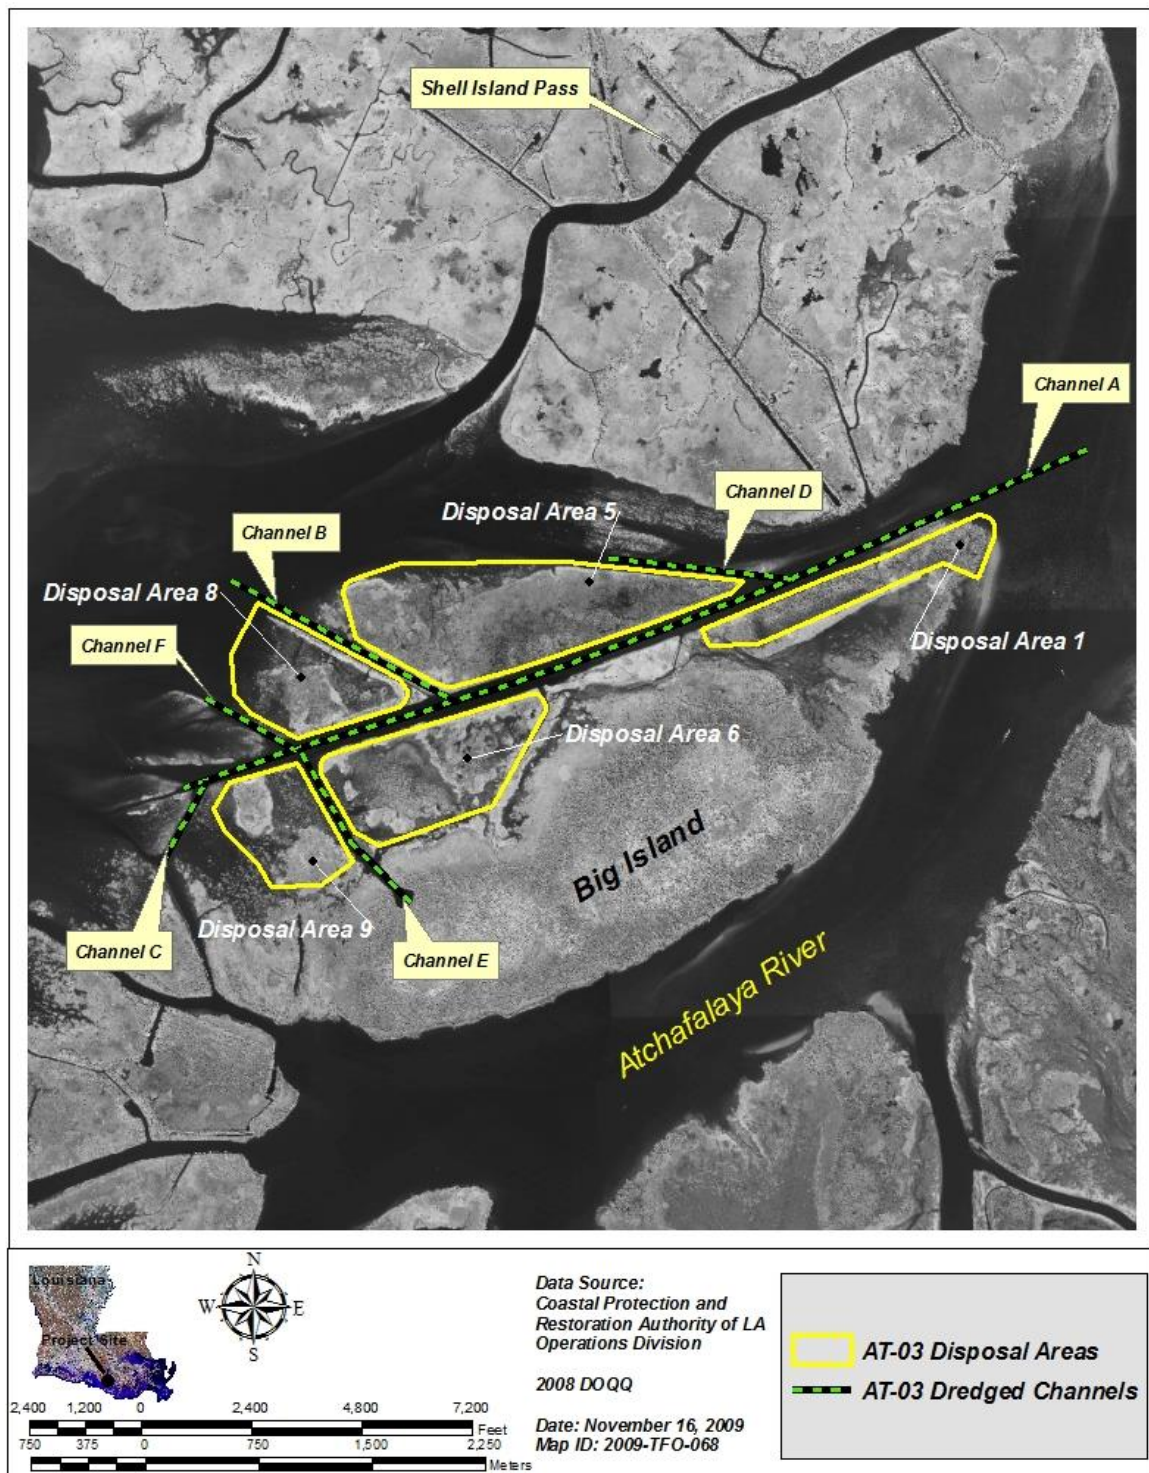 Shell Island Pass
Channel A
Channel D
Disposal Area 5
Channel B
Disposal Area 8
Channel F
Disposal Area 1
Disposal Area 6
Big Island
Disposal Area 9
Channel C
Channel E
Atchafalaya River
Louisiana
Project Site
N
W E
S
Data Source:
Coastal Protection and
Restoration Authority of LA
Operations Division
2008 DOQQ
Date: November 16, 2009
Map ID: 2009-TFO-068
AT-03 Disposal Areas
AT-03 Dredged Channels
2,400 1,200 0 2,400 4,800 7,200
Feet
750 375 0 750 1,500 2,250
Meters